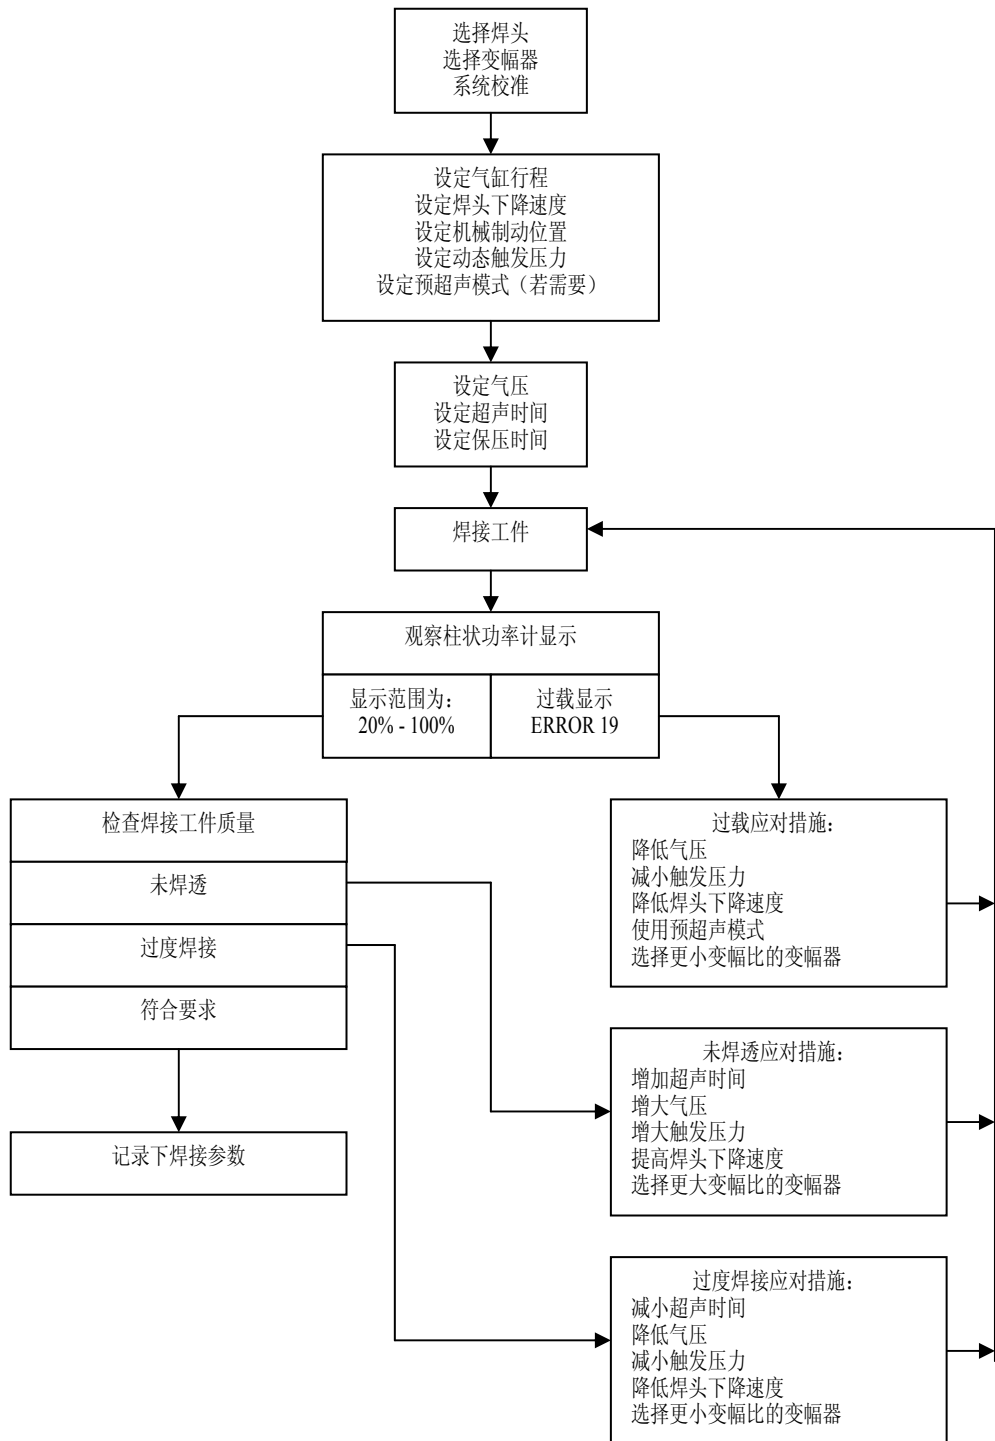 选择焊头
选择变幅器
系统校准
设定气缸行程
设定焊头下降速度
设定机械制动位置
设定动态触发压力
设定预超声模式（若需要）
设定气压
设定超声时间
设定保压时间
焊接工件
观察柱状功率计显示
显示范围为：
20% - 100%
过载显示
ERROR 19
检查焊接工件质量
未焊透
过度焊接
符合要求
记录下焊接参数
过载应对措施：
降低气压
减小触发压力
降低焊头下降速度
使用预超声模式
选择更小变幅比的变幅器
未焊透应对措施：
增加超声时间
增大气压
增大触发压力
提高焊头下降速度
选择更大变幅比的变幅器
过度焊接应对措施：
减小超声时间
降低气压
减小触发压力
降低焊头下降速度
选择更小变幅比的变幅器